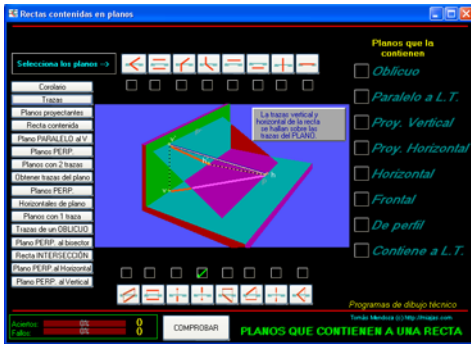 Rectas contenidas en planos
Selecciona los planos -->
Corolario
Trazas
Planos proyectantes
Recta contenida
Plano PARALELO al V
Planos PERP.
Planos con 2 trazas
Obtener trazas del plano
Planos PERP.
Horizontales de plano
Planos con 1 traza
Trazas de un OBLICUO
Plano PERP. al bisector
Recta INTERSECCIÓN
Plano PERP. al Horizontal
Plano PERP. al Vertical
La trazas vertical y
horizontal de la recta
se hallan sobre las
trazas del PLANO.
Planos que la
contienen
Oblicuo
Paralelo a L.T.
Proy. Vertical
Proy. Horizontal
Horizontal
Frontal
De perfil
Contiene a L.T.
Programas de dibujo técnico
Aciertos: 0% 0
Fallos: 0% 0
COMPROBAR
PLANOS QUE CONTIENEN A UNA RECTA